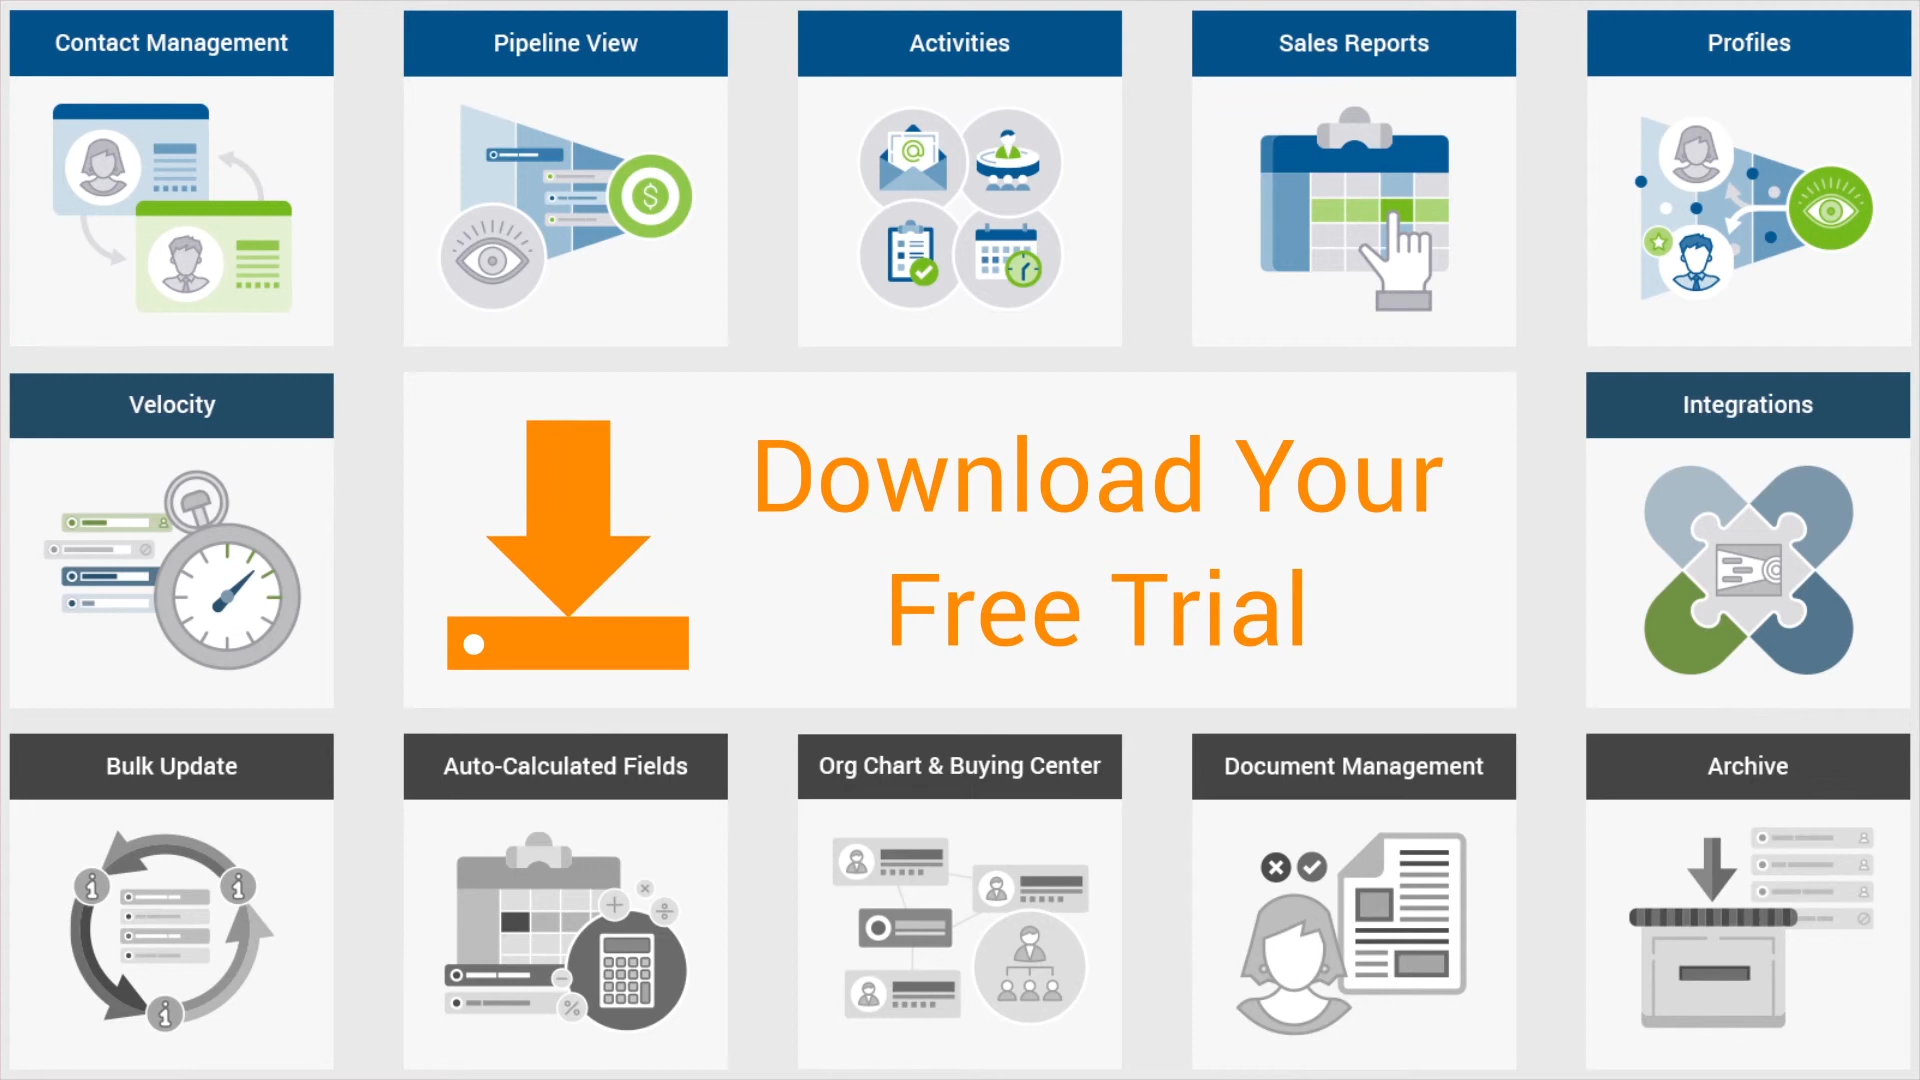 Contact Management
Pipeline View
Activities
Sales Reports
Profiles
Velocity
Download Your
Free Trial
Integrations
Bulk Update
Auto-Calculated Fields
Org Chart & Buying Center
Document Management
Archive